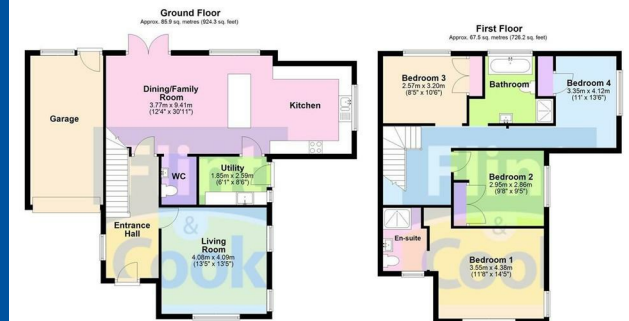 Ground Floor
Approx. 85.9 sq. metres (924.3 sq. feet)
Garage
Dining/Family
Room
3.77m x 9.41m
(12'4" x 30'11")
Kitchen
WC
Utility
1.85m x 2.59m
(6'1" x 8'6")
Entrance
Hall
Living
Room
4.08m x 4.09m
(13'5" x 13'5")
First Floor
Approx. 67.5 sq. metres (726.2 sq. feet)
Bedroom 3
2.57m x 3.20m
(8'5" x 10'6")
Bathroom
Bedroom 4
3.35m x 4.12m
(11' x 13'6")
Bedroom 2
2.95m x 2.86m
(9'8" x 9'5")
En-suite
Bedroom 1
3.55m x 4.38m
(11'8" x 14'5")
Flint
&
Cook
Flin
&
Cool